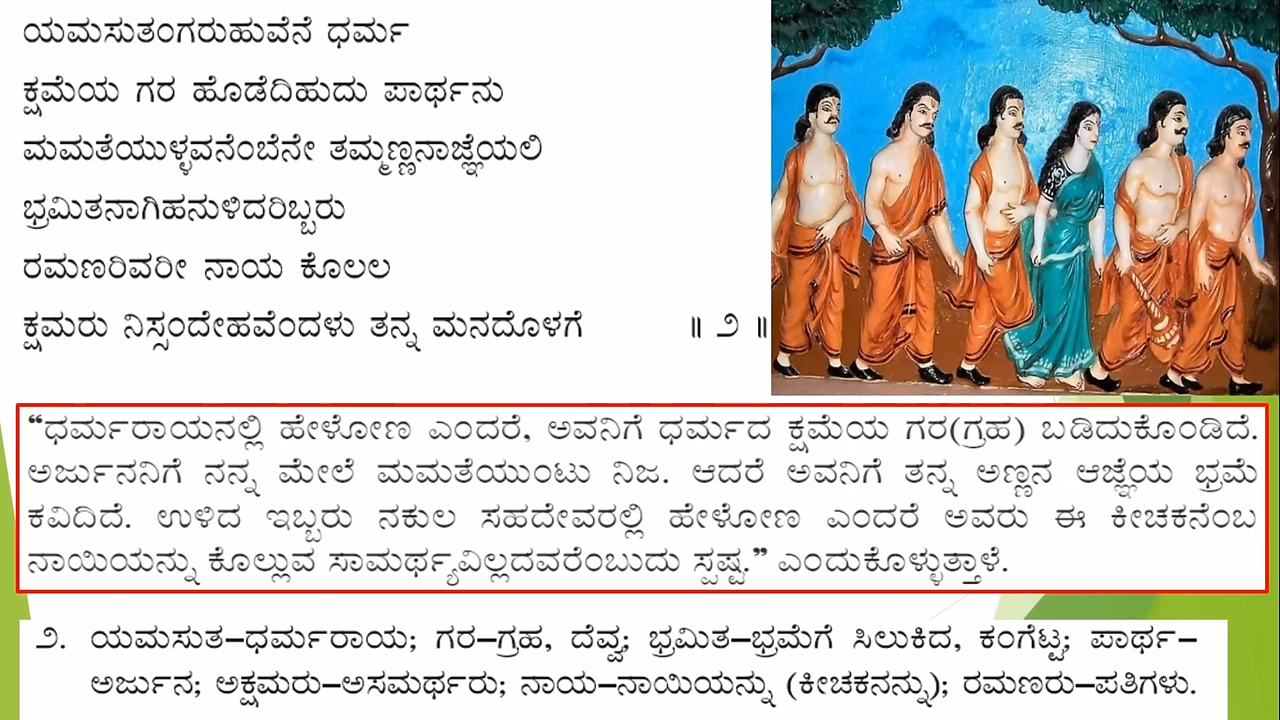 ಯಮಸುತಂಗರುಹುವೆನೆ ಧರ್ಮ
ಕ್ಷಮೆಯ ಗರ ಹೊಡೆದಿಹುದು ಪಾರ್ಥನು
ಮಮತೆಯುಳ್ಳವನೆಂಬೆನೇ ತಮ್ಮಣ್ಣನಾಜ್ಞೆಯಲಿ
ಭ್ರಮಿತನಾಗಿಹನುಳಿದರಿಬ್ಬರು
ರಮಣರಿವರೀ ನಾಯ ಕೊಲಲ
ಕ್ಷಮರು ನಿಸ್ಸಂದೇಹವೆಂದಳು ತನ್ನ ಮನದೊಳಗೆ ॥ ೨ ॥
“ಧರ್ಮರಾಯನಲ್ಲಿ ಹೇಳೋಣ ಎಂದರೆ, ಅವನಿಗೆ ಧರ್ಮದ ಕ್ಷಮೆಯ ಗರ(ಗ್ರಹ) ಬಡಿದುಕೊಂಡಿದೆ.
ಅರ್ಜುನನಿಗೆ ನನ್ನ ಮೇಲೆ ಮಮತೆಯುಂಟು ನಿಜ. ಆದರೆ ಅವನಿಗೆ ತನ್ನ ಅಣ್ಣನ ಆಜ್ಞೆಯ ಭ್ರಮೆ
ಕವಿದಿದೆ. ಉಳಿದ ಇಬ್ಬರು ನಕುಲ ಸಹದೇವರಲ್ಲಿ ಹೇಳೋಣ ಎಂದರೆ ಅವರು ಈ ಕೀಚಕನೆಂಬ
ನಾಯಿಯನ್ನು ಕೊಲ್ಲುವ ಸಾಮರ್ಥ್ಯವಿಲ್ಲದವರೆಂಬುದು ಸ್ಪಷ್ಟ.” ಎಂದುಕೊಳ್ಳುತ್ತಾಳೆ.
೨. ಯಮಸುತ–ಧರ್ಮರಾಯ; ಗರ–ಗ್ರಹ, ದೆವ್ವ; ಭ್ರಮಿತ–ಭ್ರಮೆಗೆ ಸಿಲುಕಿದ, ಕಂಗೆಟ್ಟ; ಪಾರ್ಥ–
ಅರ್ಜುನ; ಅಕ್ಷಮರು–ಅಸಮರ್ಥರು; ನಾಯ–ನಾಯಿಯನ್ನು (ಕೀಚಕನನ್ನು); ರಮಣರು–ಪತಿಗಳು.